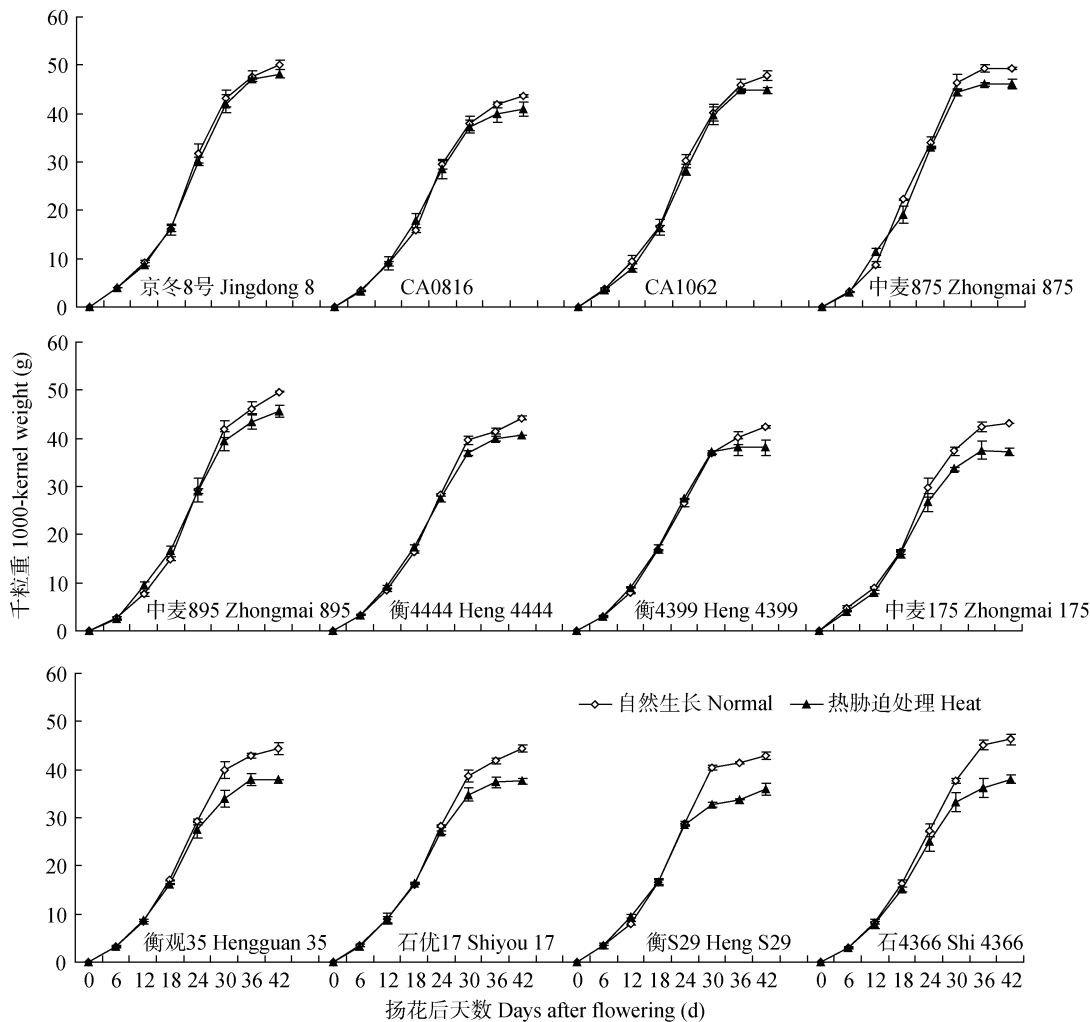 60
50
40
30
20
10
0
京冬8号 Jingdong 8
CA0816
CA1062
中麦875 Zhongmai 875
千粒重 1000-kernel weight (g)
60
50
40
30
20
10
0
中麦895 Zhongmai 895
衡4444 Heng 4444
衡4399 Heng 4399
中麦175 Zhongmai 175
60
50
40
30
20
10
0
自然生长 Normal 热胁迫处理 Heat
衡观35 Hengguan 35
石优17 Shiyou 17
衡S29 Heng S29
石4366 Shi 4366
0 6 12 18 24 30 36 42 0 6 12 18 24 30 36 42 0 6 12 18 24 30 36 42 0 6 12 18 24 30 36 42
扬花后天数 Days after flowering (d)